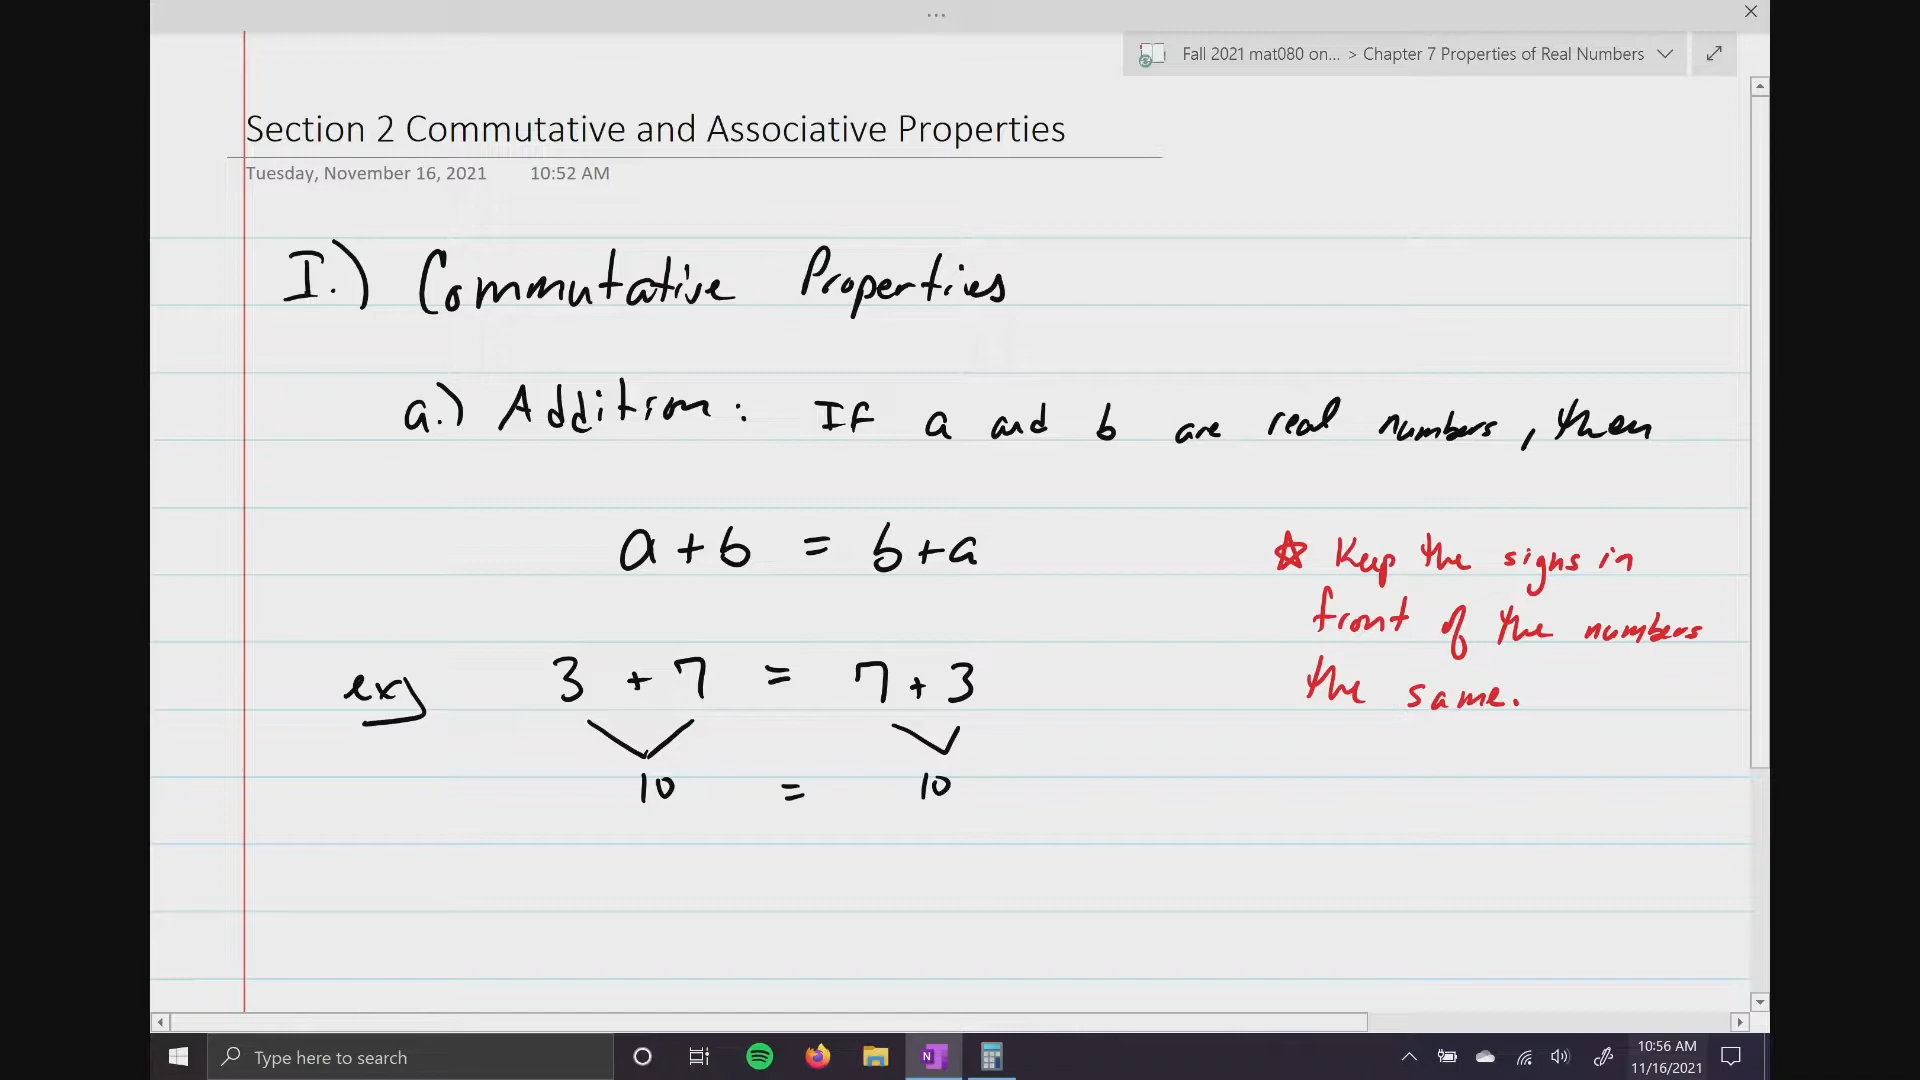 ...
Fall 2021 mat080 on... > Chapter 7 Properties of Real Numbers
Section 2 Commutative and Associative Properties
Tuesday, November 16, 2021 10:52 AM
I.) Commutative Properties
a.) Addition: If a and b are real numbers, then
a + b = b + a
☆ Keep the signs in
front of the numbers
the same.
ex) 3 + 7 = 7 + 3
10 = 10
Type here to search
10:56 AM
11/16/2021